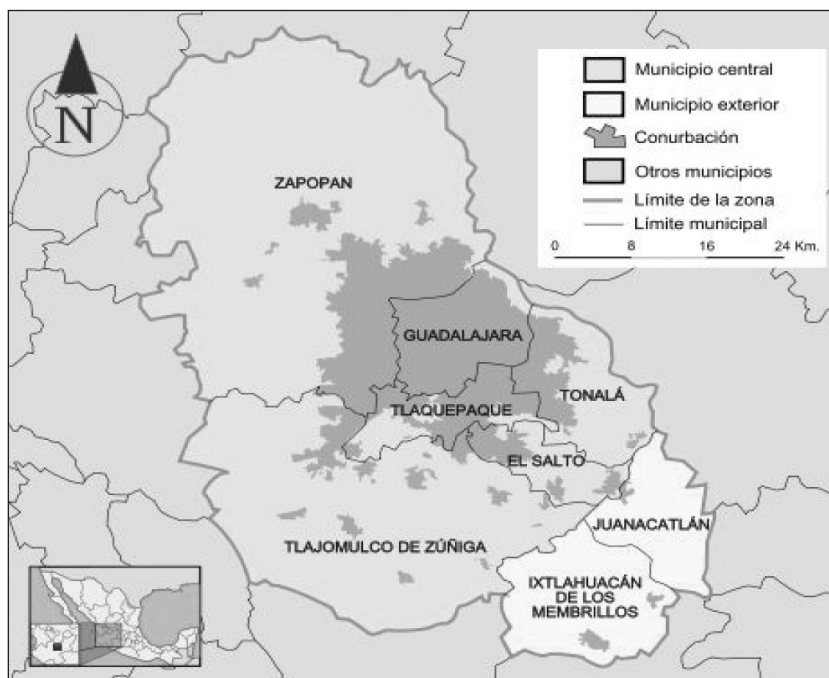 N
Municipio central
Municipio exterior
Conurbación
Otros municipios
Límite de la zona
Límite municipal
0 8 16 24 Km.
ZAPOPAN
GUADALAJARA
TONALÁ
TLAQUEPAQUE
EL SALTO
JUANACATLÁN
TLAJOMULCO DE ZÚÑIGA
IXTLAHUACÁN
DE LOS
MEMBRILLOS